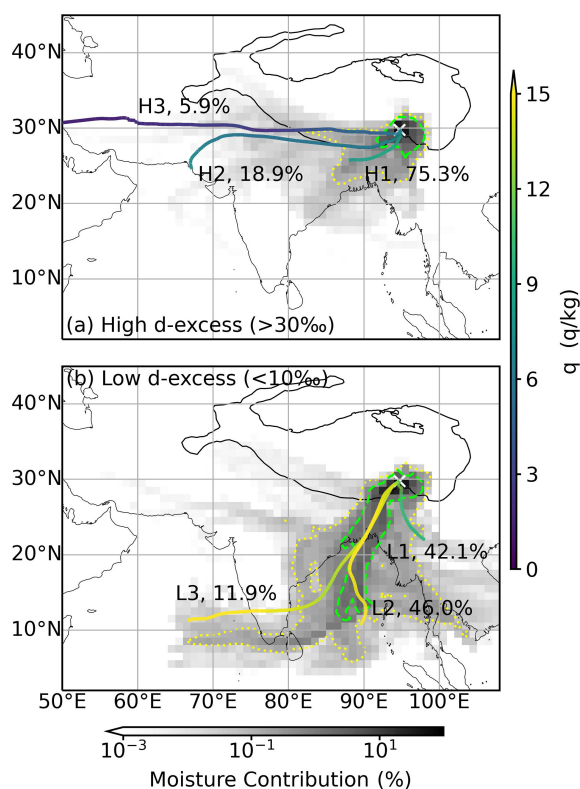 40°N
30°N
20°N
10°N
H3, 5.9%
H2, 18.9%
H1, 75.3%
(a) High d-excess (>30‰)
(b) Low d-excess (<10‰)
40°N
30°N
20°N
10°N
L1, 42.1%
L3, 11.9%
L2, 46.0%
50°E
60°E
70°E
80°E
90°E
100°E
15
12
9
6
3
0
q (q/kg)
10⁻³
10⁻¹
10¹
Moisture Contribution (%)